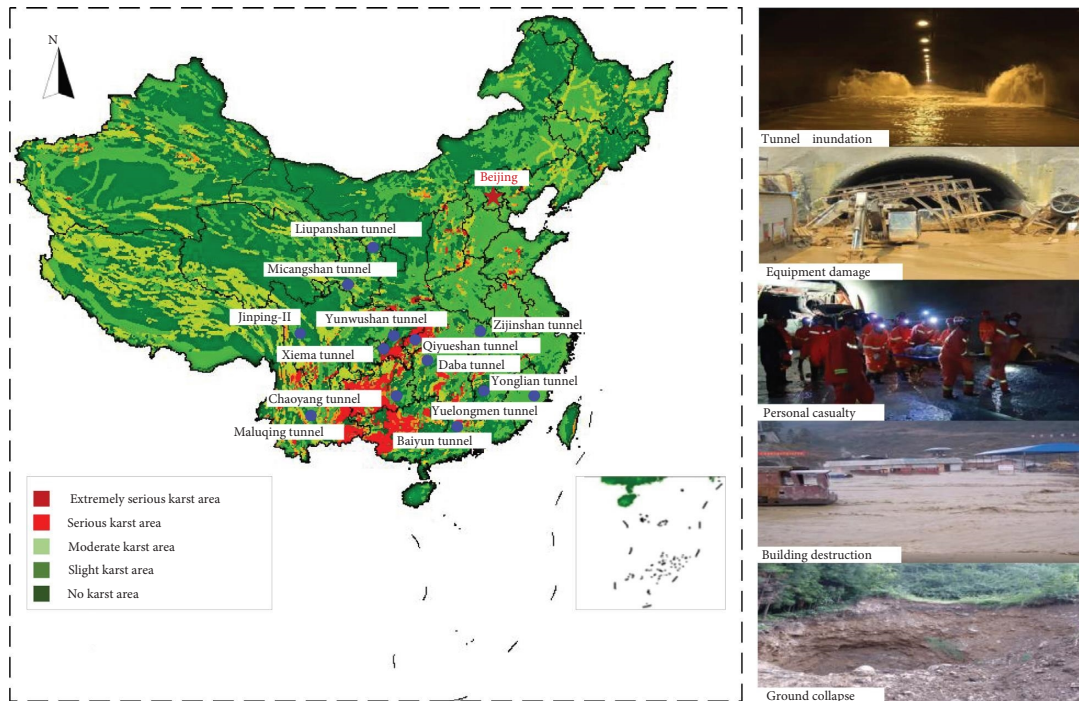 N
Beijing
Liupanshan tunnel
Micangshan tunnel
Jinping-II
Yunwushan tunnel
Zijinshan tunnel
Qiyueshan tunnel
Xiema tunnel
Daba tunnel
Yonglian tunnel
Chaoyang tunnel
Yuelongmen tunnel
Maluqing tunnel
Baiyun tunnel
Extremely serious karst area
Serious karst area
Moderate karst area
Slight karst area
No karst area
Tunnel inundation
Equipment damage
Personal casualty
Building destruction
Ground collapse